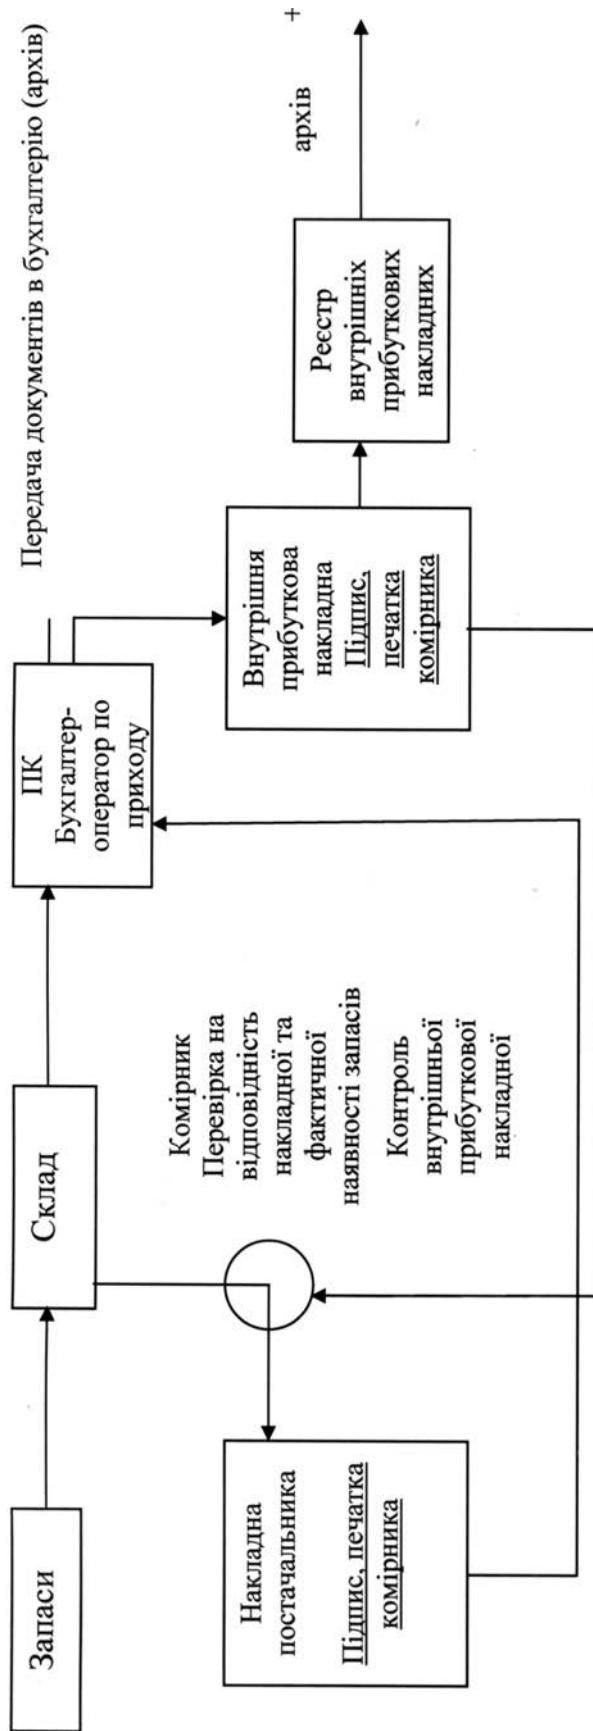 Запаси
Склад
ПК
Бухгалтер-
оператор по
приходу
Передача документів в бухгалтерію (архів)
Накладна
постачальника
Підпис, печатка
комірника
Комірник
Перевірка на
відповідність
накладної та
фактичної
наявності запасів
Контроль
внутрішньої
прибуткової
накладної
Внутрішня
прибуткова
накладна
Підпис,
печатка
комірника
Реєстр
внутрішніх
прибуткових
накладних
архів
+